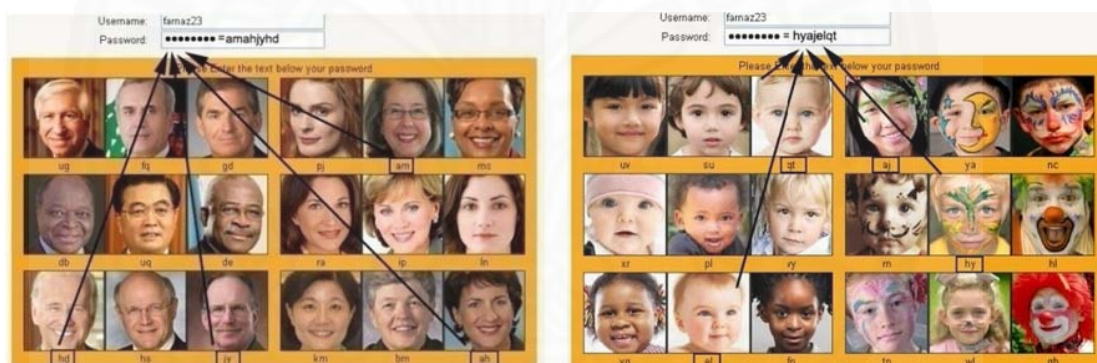 Username: farnaz23
Password: ●●●●●●●● =amahjyhd
Please Enter the text below your password
ug fq gd pj am ms
db uq de ra ip ln
hd hs jy km bm ah
Username: farnaz23
Password: ●●●●●●●● = hyajelqt
Please Enter the text below your password
uv su qt aj ya nc
xr pl vy rn hy hl
el fo wl